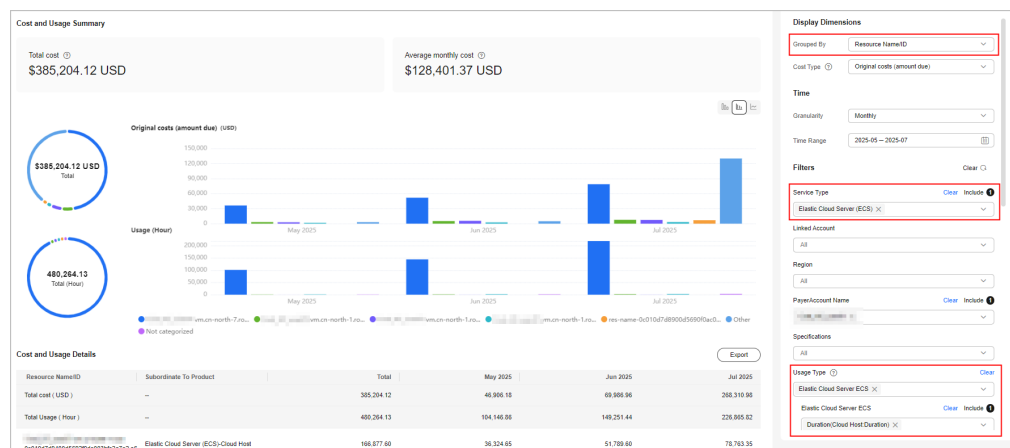 Cost and Usage Summary
Total cost
$385,204.12 USD
Average monthly cost
$128,401.37 USD
Original costs (amount due) (USD)
150,000
120,000
90,000
60,000
30,000
0
May 2025
Jun 2025
Jul 2025
$385,204.12 USD
Total
Usage (Hour)
200,000
150,000
100,000
50,000
0
May 2025
Jun 2025
Jul 2025
480,264.13
Total (Hour)
vm.cn-north-7.ro...
vm.cn-north-1.ro...
vm.cn-north-1.ro...
vm.cn-north-1.ro...
res-name-0c010d7d8900d5690f0ac0...
Other
Not categorized
Cost and Usage Details
Export
Resource Name/ID Subordinate To Product Total May 2025 Jun 2025 Jul 2025
Total cost ( USD ) -- 385,204.12 46,906.18 69,986.96 268,310.98
Total Usage ( Hour ) -- 480,264.13 104,146.86 149,251.44 226,865.82
Elastic Cloud Server (ECS)-Cloud Host 166,877.60 36,324.65 51,789.60 78,763.35
Display Dimensions
Grouped By Resource Name/ID
Cost Type Original costs (amount due)
Time
Granularity Monthly
Time Range 2025-05 – 2025-07
Filters Clear
Service Type Clear Include 1
Elastic Cloud Server (ECS)
Linked Account
All
Region
All
PayerAccount Name Clear Include 1
Specifications
All
Usage Type Clear
Elastic Cloud Server ECS
Elastic Cloud Server ECS Clear Include 1
Duration(Cloud Host:Duration)